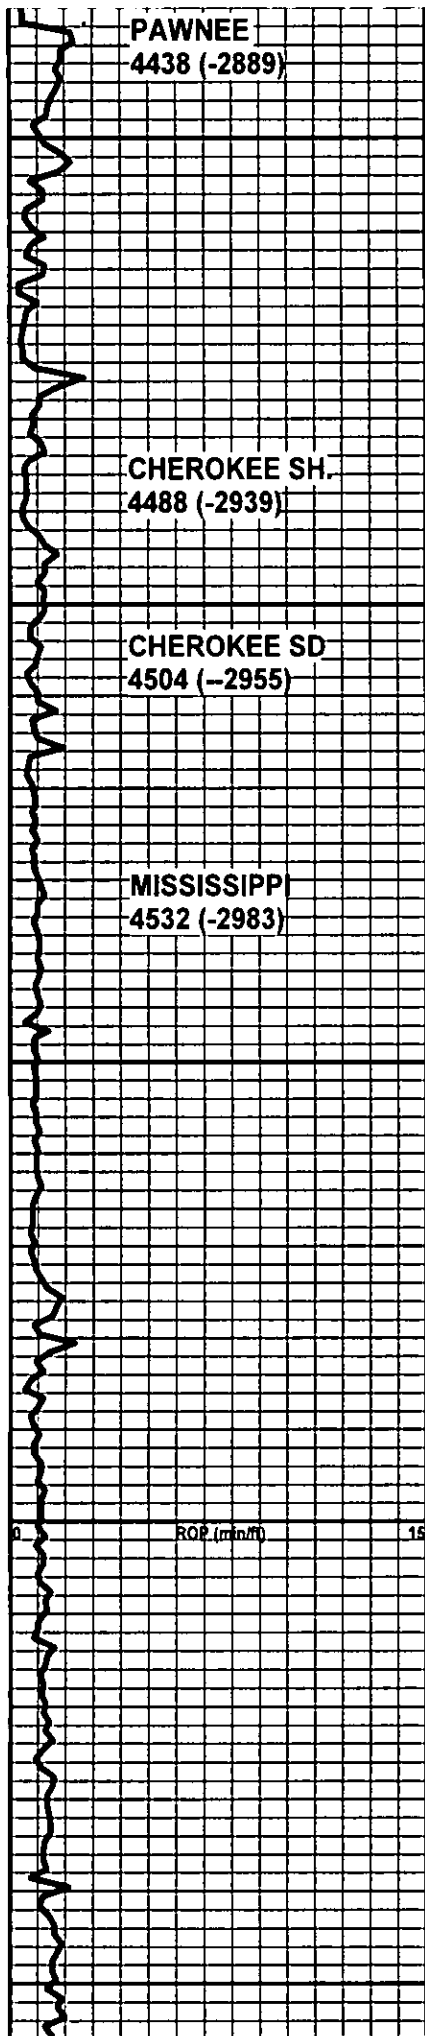 PAWNEE
4438 (-2889)
CHEROKEE SH.
4488 (-2939)
CHEROKEE SD
4504 (--2955)
MISSISSIPPI
4532 (-2983)
0 ROP (min/ft) 15